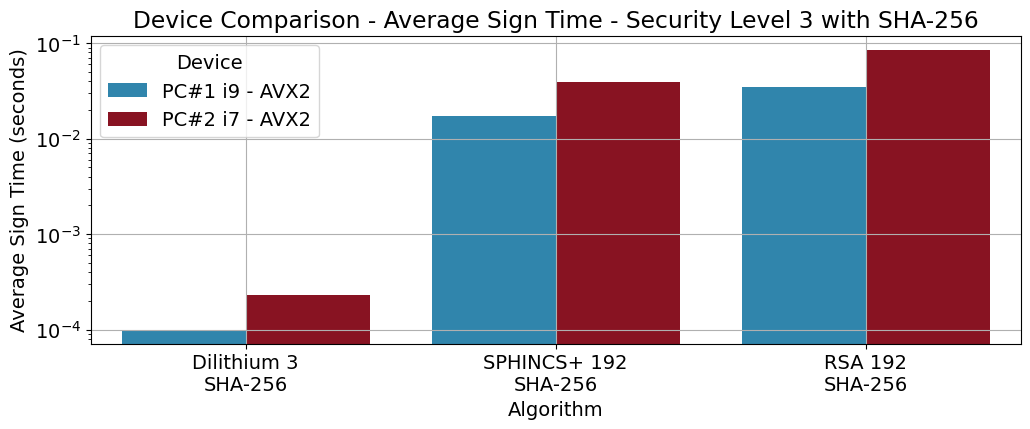 Device Comparison - Average Sign Time - Security Level 3 with SHA-256
Average Sign Time (seconds)
10⁻¹
10⁻²
10⁻³
10⁻⁴
Device
PC#1 i9 - AVX2
PC#2 i7 - AVX2
Dilithium 3
SHA-256
SPHINCS+ 192
SHA-256
RSA 192
SHA-256
Algorithm